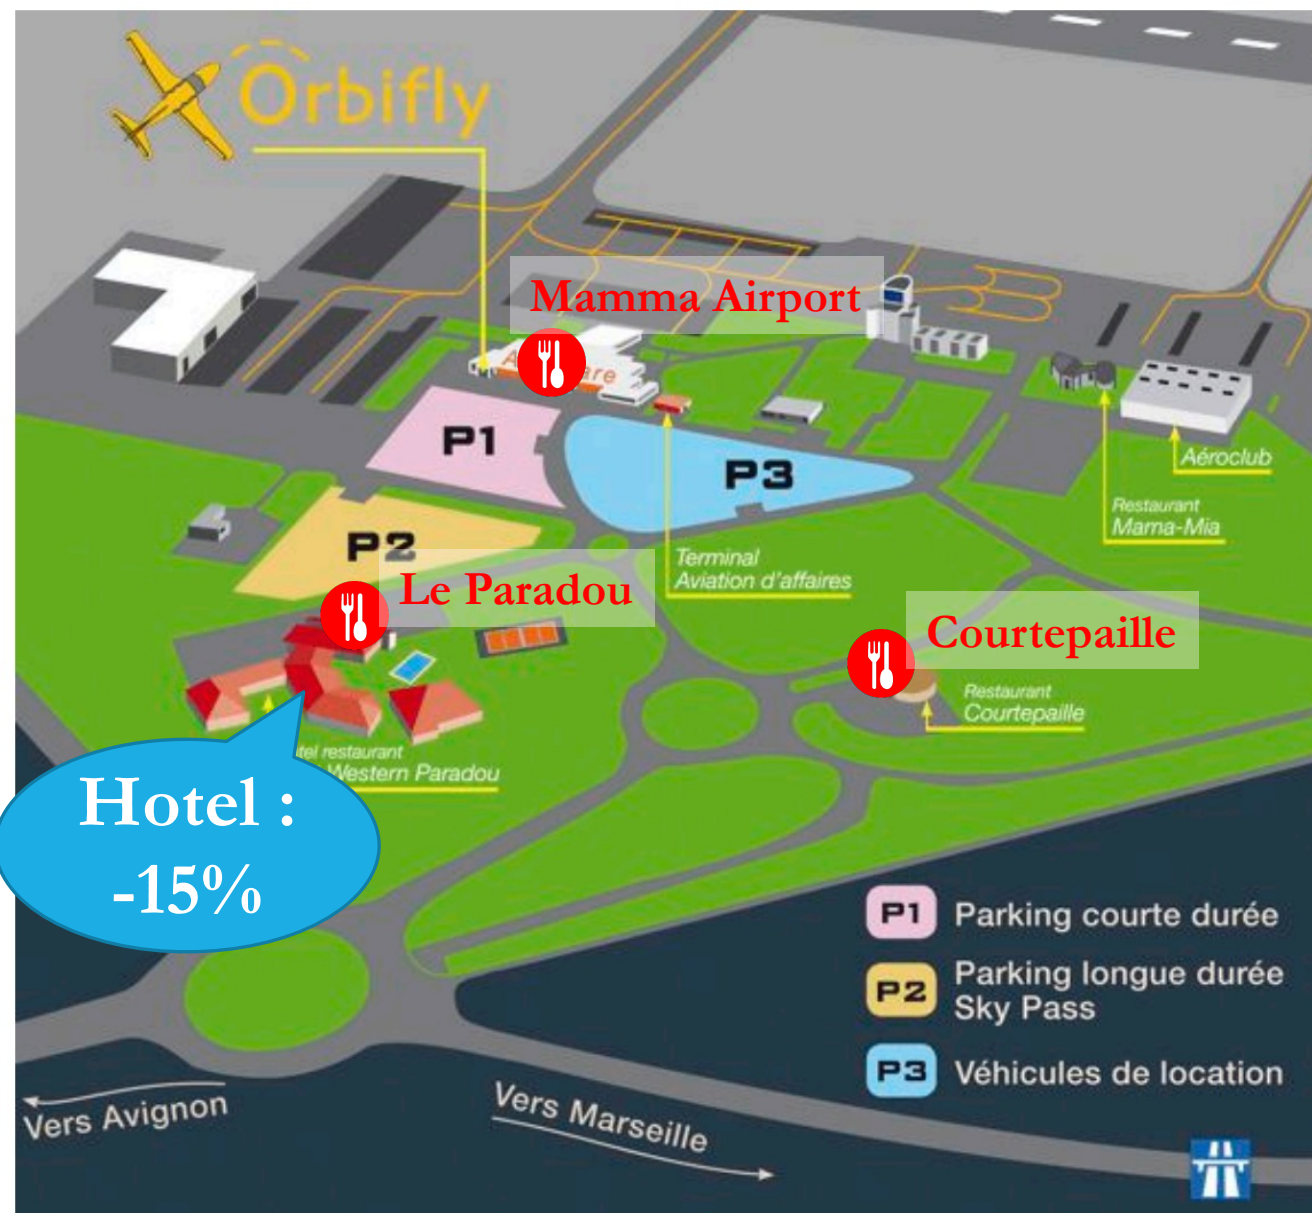 Orbifly
Mamma Airport
P1
P3
Aéroclub
Restaurant
Mama-Mia
P2
Terminal
Aviation d'affaires
Le Paradou
Courtepaille
Restaurant
Courtepaille
restaurant
Western Paradou
Hotel :
-15%
P1 Parking courte durée
P2 Parking longue durée
Sky Pass
P3 Véhicules de location
Vers Avignon
Vers Marseille